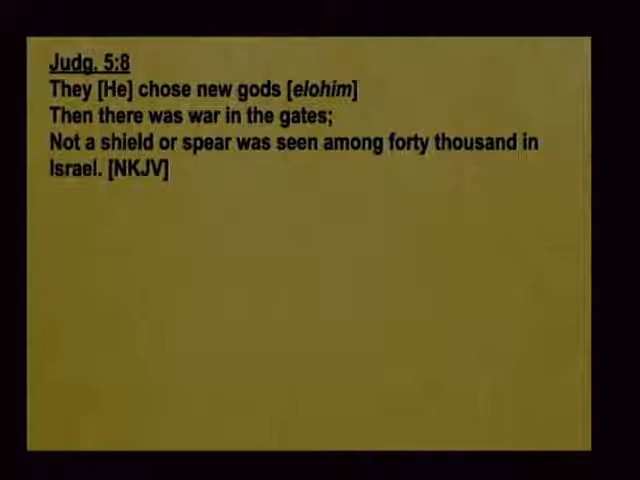 Judg. 5:8
They [He] chose new gods [elohim]
Then there was war in the gates;
Not a shield or spear was seen among forty thousand in
Israel. [NKJV]